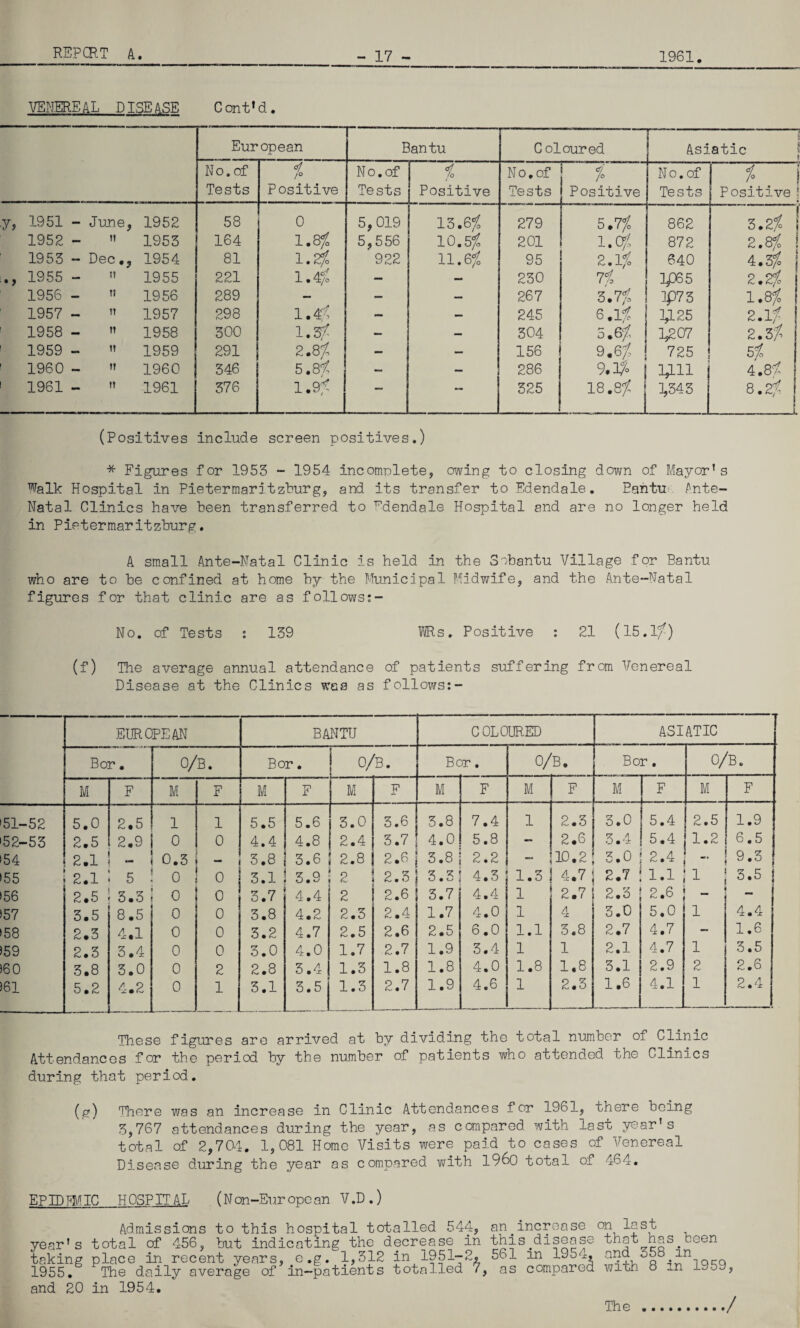 REPORT A. - 17 - 1961.
VENEREAL DISEASE Cont'd.
European Bantu Coloured Asiatic
No.of Tests % Positive No.of Tests % Positive No.of Tests % Positive No.of Tests % Positive
y, 1951 - June, 1952 58 0 5,019 13.6% 279 5.7% 862 3.2%
1952 - " 1953 164 1.8% 5,556 10.5% 201 1.0% 872 2.8%
1953 - Dec., 1954 81 1.2% 922 11.6% 95 2.1% 640 4.3%
., 1955 - " 1955 221 1.4% - - 230 7% 1,065 2.2%
1956 - " 1956 289 - - - 267 3.7% 1,073 1.8%
1957 - " 1957 298 1.4% - - 245 6.1% 1,125 2.1%
1958 - " 1958 300 1.3% - - 304 5.6% 1,207 2.3%
1959 - " 1959 291 2.8% - - 156 9.6% 725 5%
1960 - " 1960 346 5.8% - - 286 9.1% 1,111 4.8%
1961 - " 1961 376 1.9% - - 325 18.8% 1,343 8.2%
(Positives include screen positives.)
* Figures for 1953 - 1954 incomplete, owing to closing down of Mayor's
Walk Hospital in Pietermaritzburg, and its transfer to Edendale. Bantu Ante-
Natal Clinics have been transferred to Edendale Hospital and are no longer held
in Pietermaritzburg.
A small Ante-Natal Clinic is held in the Sobantu Village for Bantu
who are to be confined at home by the Municipal Midwife, and the Ante-Natal
figures for that clinic are as follows:-
No. of Tests : 139 WRs. Positive : 21 (15.1%)
(f) The average annual attendance of patients suffering from Venereal
Disease at the Clinics was as follows:-
EUROPEAN BANTU COLOURED ASIATIC
Bor. O/B. Bor. O/B. Bor. O/B. Bor. O/B.
M F M F M F M F M F M F M F M F
51-52 5.0 2.5 1 1 5.5 5.6 3.0 3.6 3.8 7.4 1 2.3 3.0 5.4 2.5 1.9
52-53 2.5 2.9 0 0 4.4 4.8 2.4 3.7 4.0 5.8 - 2.6 3.4 5.4 1.2 6.5
54 2.1 - 0.3 - 3.8 3.6 2.8 2.6 3.8 2.2 - 10.2 3.0 2.4 - 9.3
55 2.1 5 0 0 3.1 3.9 2 2.3 3.3 4.3 1.3 4.7 2.7 1.1 1 3.5
56 2.5 3.3 0 0 3.7 4.4 2 2.6 3.7 4.4 1 2.7 2.3 2.6 - -
57 3.5 8.5 0 0 3.8 4.2 2.3 2.4 1.7 4.0 1 4 3.0 5.0 1 4.4
58 2.3 4.1 0 0 3.2 4.7 2.5 2.6 2.5 6.0 1.1 3.8 2.7 4.7 - 1.6
59 2.3 3.4 0 0 3.0 4.0 1.7 2.7 1.9 3.4 1 1 2.1 4.7 1 3.5
60 3.8 3.0 0 2 2.8 3.4 1.3 1.8 1.8 4.0 1.8 1.8 3.1 2.9 2 2.6
61 5.2 4.2 0 1 3.1 3.5 1.3 2.7 1.9 4.6 1 2.3 1.6 4.1 1 2.4
These figures are arrived at by dividing the total number of Clinic
Attendances for the period by the number of patients who attended the Clinics
during that period.
(g) There was an increase in Clinic Attendances for 1961, there being
3,767 attendances during the year, as compared with last year's
total of 2,704. 1,081 Home Visits were paid to cases of Venereal
Disease during the year as compared with 1960 total of 464.
EPIDEMIC HOSPITAL (Non-European V.D.)
Admissions to this hospital totalled 544, an increase on last
year's total of 456, but indicating the decrease in this disease that has been
taking place in recent years, e.g. 1,312 in 1951-2, 561 in 1954, and 358 in
1955. The daily average of in-patients totalled 7, as compared with 8 in 1959,
and 20 in 1954.
The ........../